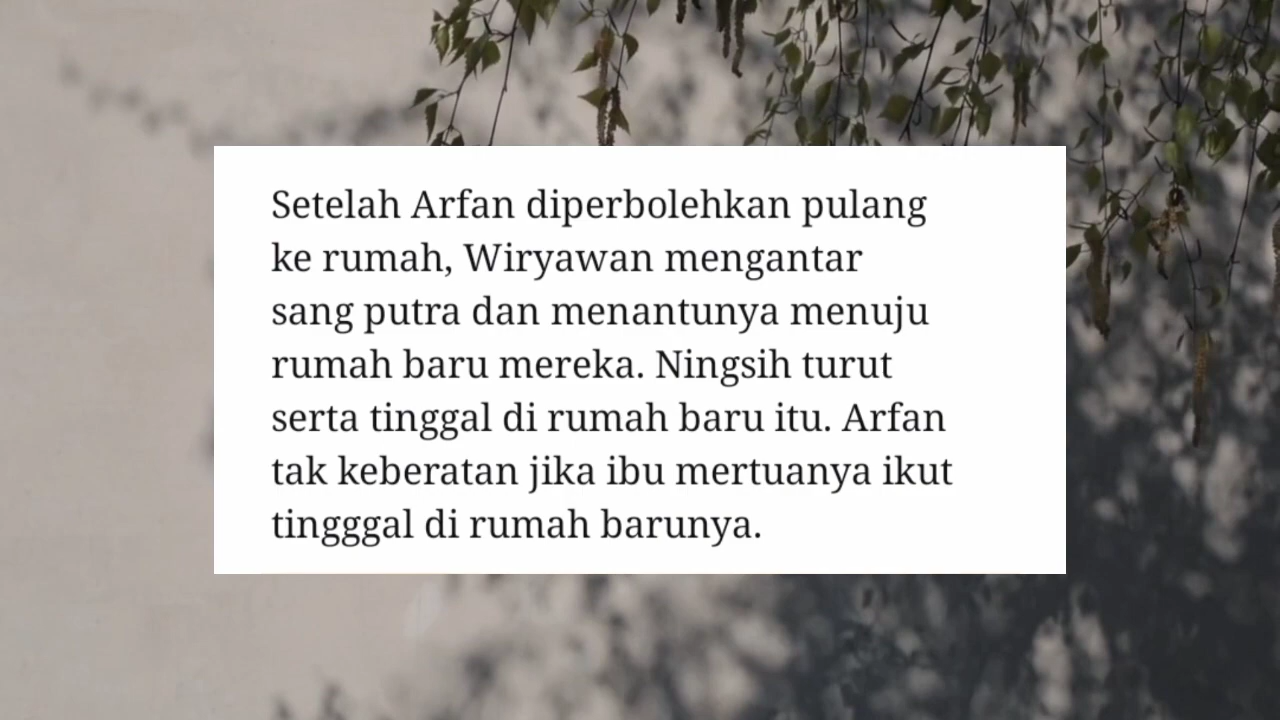 Setelah Arfan diperbolehkan pulang
ke rumah, Wiryawan mengantar
sang putra dan menantunya menuju
rumah baru mereka. Ningsih turut
serta tinggal di rumah baru itu. Arfan
tak keberatan jika ibu mertuanya ikut
tingggal di rumah barunya.